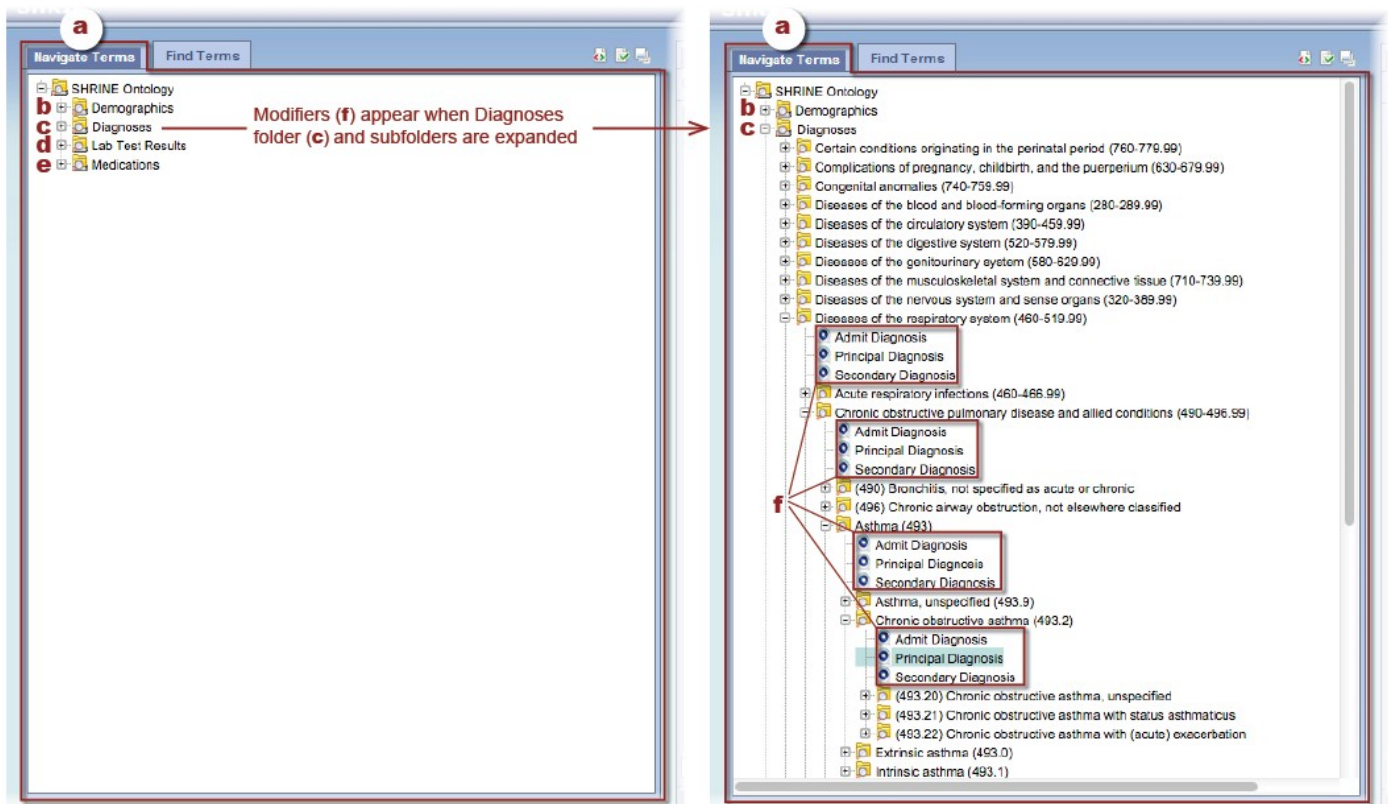 a
Navigate Terms
Find Terms
SHRINE Ontology
b Demographics
c Diagnoses
d Lab Test Results
e Medications
Modifiers (f) appear when Diagnoses
folder (c) and subfolders are expanded
a
Navigate Terms
Find Terms
SHRINE Ontology
b Demographics
c Diagnoses
Certain conditions originating in the perinatal period (760-779.99)
Complications of pregnancy, childbirth, and the puerperium (630-679.99)
Congenital anomalies (740-759.99)
Diseases of the blood and blood-forming organs (280-289.99)
Diseases of the circulatory system (390-459.99)
Diseases of the digestive system (520-579.99)
Diseases of the genitourinary system (580-629.99)
Diseases of the musculoskeletal system and connective tissue (710-739.99)
Diseases of the nervous system and sense organs (320-389.99)
Diseases of the respiratory system (460-519.99)
Admit Diagnosis
Principal Diagnosis
Secondary Diagnosis
Acute respiratory infections (460-466.99)
Chronic obstructive pulmonary disease and allied conditions (490-496.99)
Admit Diagnosis
Principal Diagnosis
Secondary Diagnosis
(490) Bronchitis, not specified as acute or chronic
f
(496) Chronic airway obstruction, not elsewhere classified
Asthma (493)
Admit Diagnosis
Principal Diagnosis
Secondary Diagnosis
Asthma, unspecified (493.9)
Chronic obstructive asthma (493.2)
Admit Diagnosis
Principal Diagnosis
Secondary Diagnosis
(493.20) Chronic obstructive asthma, unspecified
(493.21) Chronic obstructive asthma with status asthmaticus
(493.22) Chronic obstructive asthma with (acute) exacerbation
Extrinsic asthma (493.0)
Intrinsic asthma (493.1)